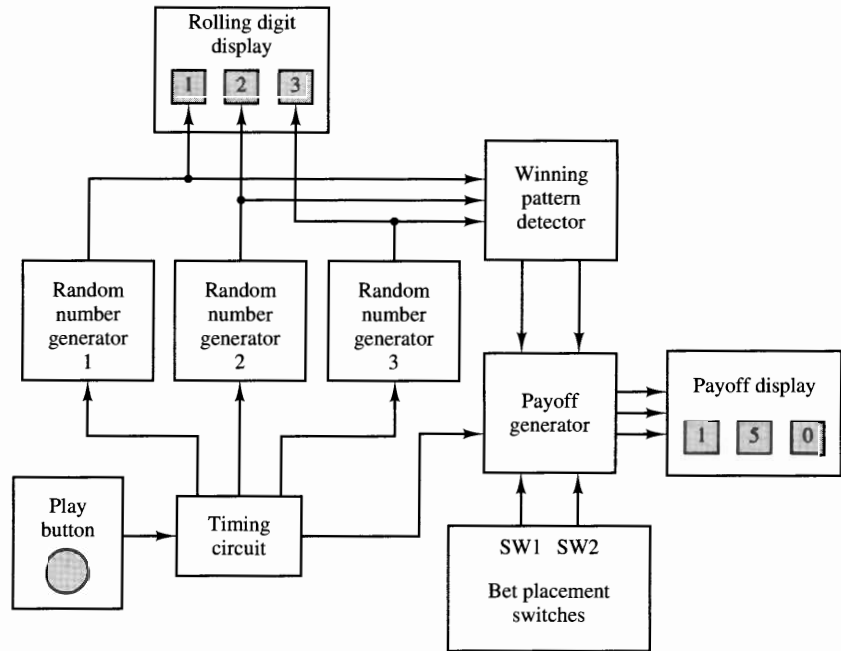 Rolling digit
display
1 2 3
Winning
pattern
detector
Random
number
generator
1
Random
number
generator
2
Random
number
generator
3
Payoff
generator
Payoff display
1 5 0
Play
button
Timing
circuit
SW1 SW2
Bet placement
switches